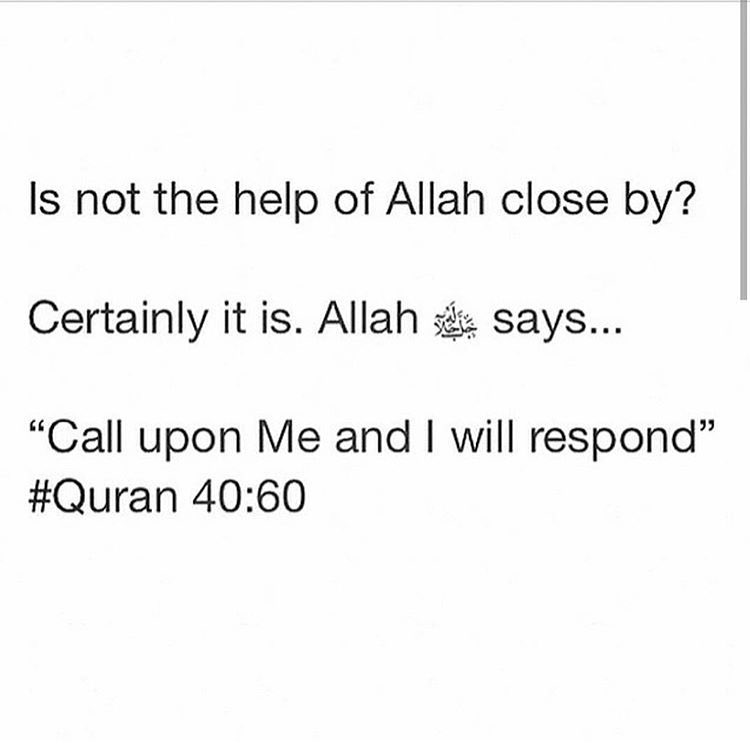 Is not the help of Allah close by?
Certainly it is. Allah ﷻ says...
“Call upon Me and I will respond”
#Quran 40:60